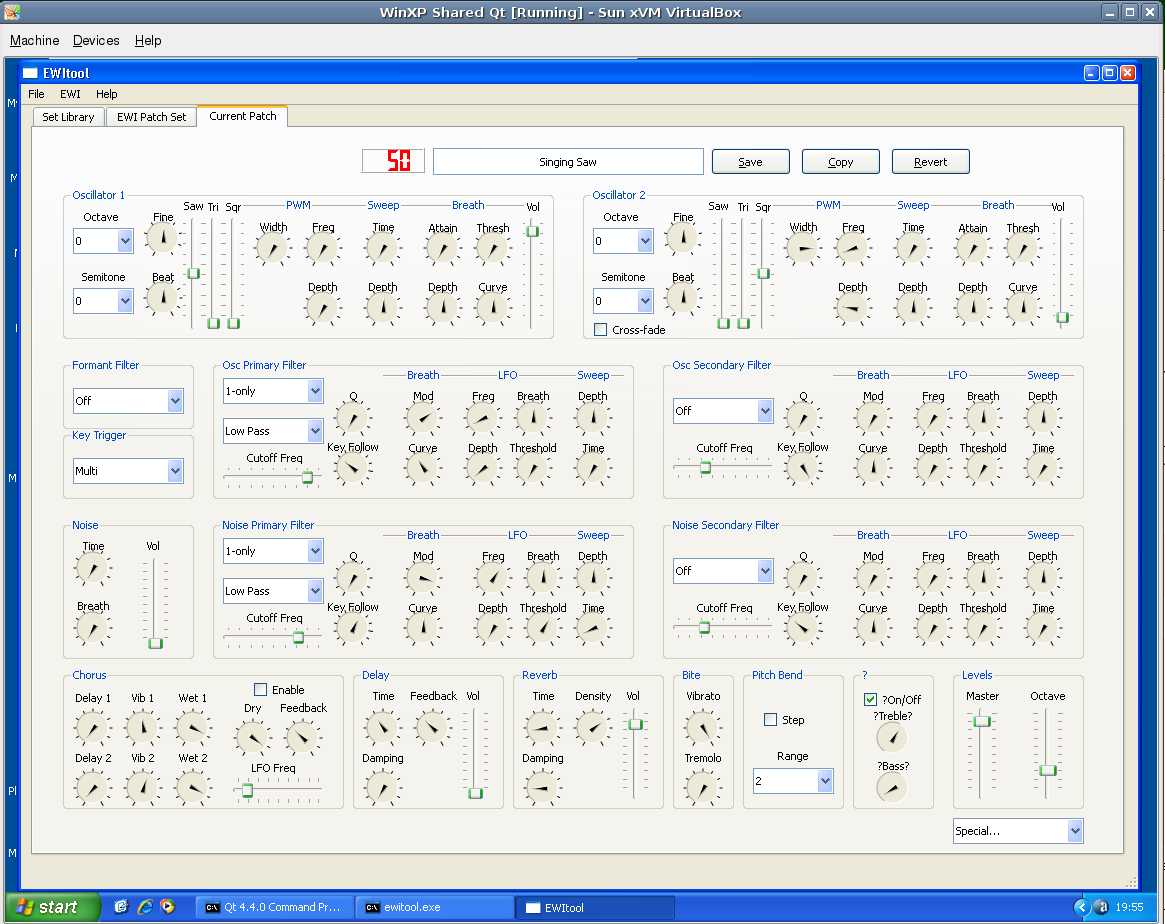 WinXP Shared Qt [Running] - Sun xVM VirtualBox
Machine Devices Help
EWItool
File EWI Help
Set Library EWI Patch Set Current Patch
50 Singing Saw Save Copy Revert
Oscillator 1
Octave Fine Saw Tri Sqr PWM Sweep Breath Vol
0 Width Freq Time Attain Thresh
Semitone Beat Depth Depth Depth Curve
0
Oscillator 2
Octave Fine Saw Tri Sqr PWM Sweep Breath Vol
0 Width Freq Time Attain Thresh
Semitone Beat Depth Depth Depth Curve
0
Cross-fade
Formant Filter
Off
Key Trigger
Multi
Osc Primary Filter
1-only Breath LFO Sweep
Q Mod Freq Breath Depth
Low Pass
Cutoff Freq Key Follow Curve Depth Threshold Time
Osc Secondary Filter
Breath LFO Sweep
Off Q Mod Freq Breath Depth
Cutoff Freq Key Follow Curve Depth Threshold Time
Noise
Time Vol
Breath
Noise Primary Filter
1-only Breath LFO Sweep
Q Mod Freq Breath Depth
Low Pass
Cutoff Freq Key Follow Curve Depth Threshold Time
Noise Secondary Filter
Breath LFO Sweep
Off Q Mod Freq Breath Depth
Cutoff Freq Key Follow Curve Depth Threshold Time
Chorus
Enable
Delay 1 Vib 1 Wet 1 Dry Feedback
Delay 2 Vib 2 Wet 2 LFO Freq
Delay
Time Feedback Vol
Damping
Reverb
Time Density Vol
Damping
Bite
Vibrato
Tremolo
Pitch Bend
Step
Range
2
?
?On/Off
?Treble?
?Bass?
Levels
Master Octave
Special...
start Qt 4.4.0 Command Pr... ewitool.exe EWItool 19:55